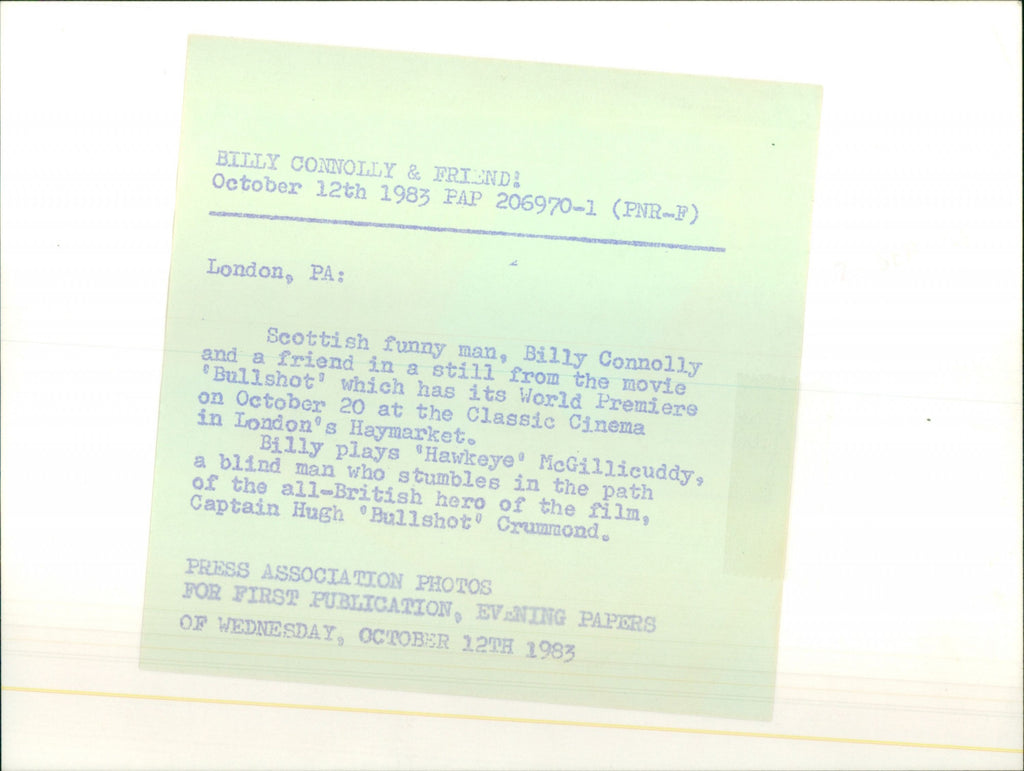 BILLY CONNOLLY & FRIEND:
October 12th 1983 PAP 206970-1 (PNR-F)
London, PA:
Scottish funny man, Billy Connolly
and a friend in a still from the movie
'Bullshot' which has its World Premiere
on October 20 at the Classic Cinema
in London's Haymarket.
Billy plays 'Hawkeye' McGillicuddy,
a blind man who stumbles in the path
of the all-British hero of the film,
Captain Hugh 'Bullshot' Crummond.
PRESS ASSOCIATION PHOTOS
FOR FIRST PUBLICATION, EVENING PAPERS
OF WEDNESDAY, OCTOBER 12TH 1983